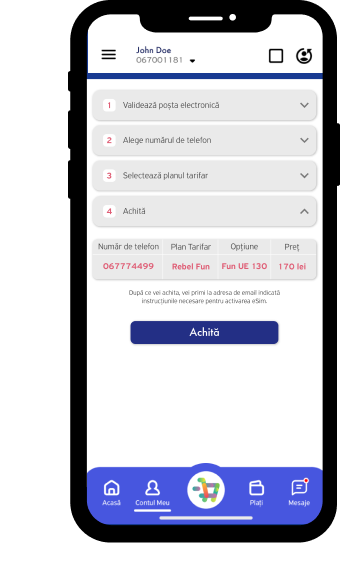 John Doe
067001181
1 Validează poșta electronică
2 Alege numărul de telefon
3 Selectează planul tarifar
4 Achită
Număr de telefon Plan Tarifar Opțiune Preț
067774499 Rebel Fun Fun UE 130 170 lei
După ce vei achita, vei primi la adresa de email indicată
instrucțiunile necesare pentru activarea eSim.
Achită
Acasă Contul Meu Plați Mesaje